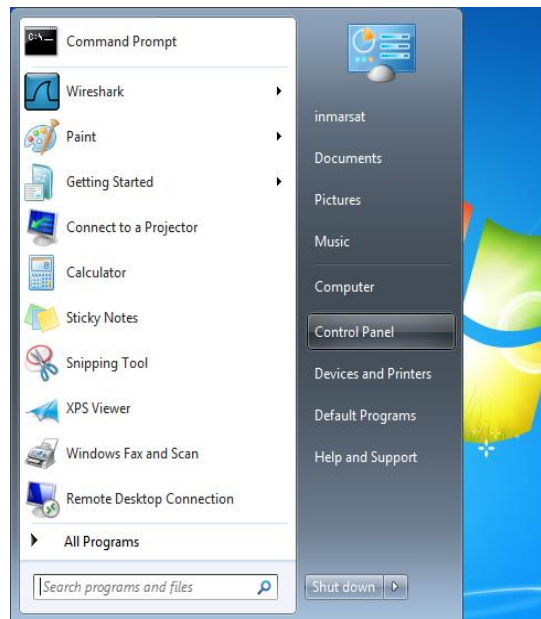 C:\_
Command Prompt
Wireshark
Paint
Getting Started
Connect to a Projector
Calculator
Sticky Notes
Snipping Tool
XPS Viewer
Windows Fax and Scan
Remote Desktop Connection
All Programs
Search programs and files
inmarsat
Documents
Pictures
Music
Computer
Control Panel
Devices and Printers
Default Programs
Help and Support
Shut down